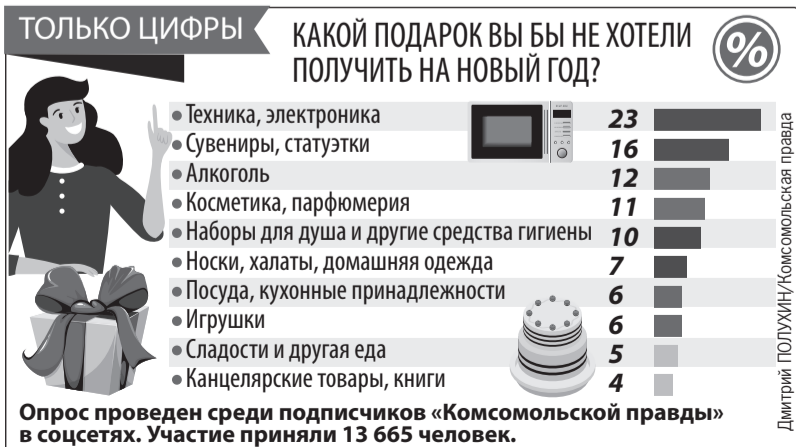 ТОЛЬКО ЦИФРЫ
КАКОЙ ПОДАРОК ВЫ БЫ НЕ ХОТЕЛИ
ПОЛУЧИТЬ НА НОВЫЙ ГОД?
%
• Техника, электроника 23
• Сувениры, статуэтки 16
• Алкоголь 12
• Косметика, парфюмерия 11
• Наборы для душа и другие средства гигиены 10
• Носки, халаты, домашняя одежда 7
• Посуда, кухонные принадлежности 6
• Игрушки 6
• Сладости и другая еда 5
• Канцелярские товары, книги 4
Опрос проведен среди подписчиков «Комсомольской правды»
в соцсетях. Участие приняли 13 665 человек.
Дмитрий ПОЛУХИН/Комсомольская правда